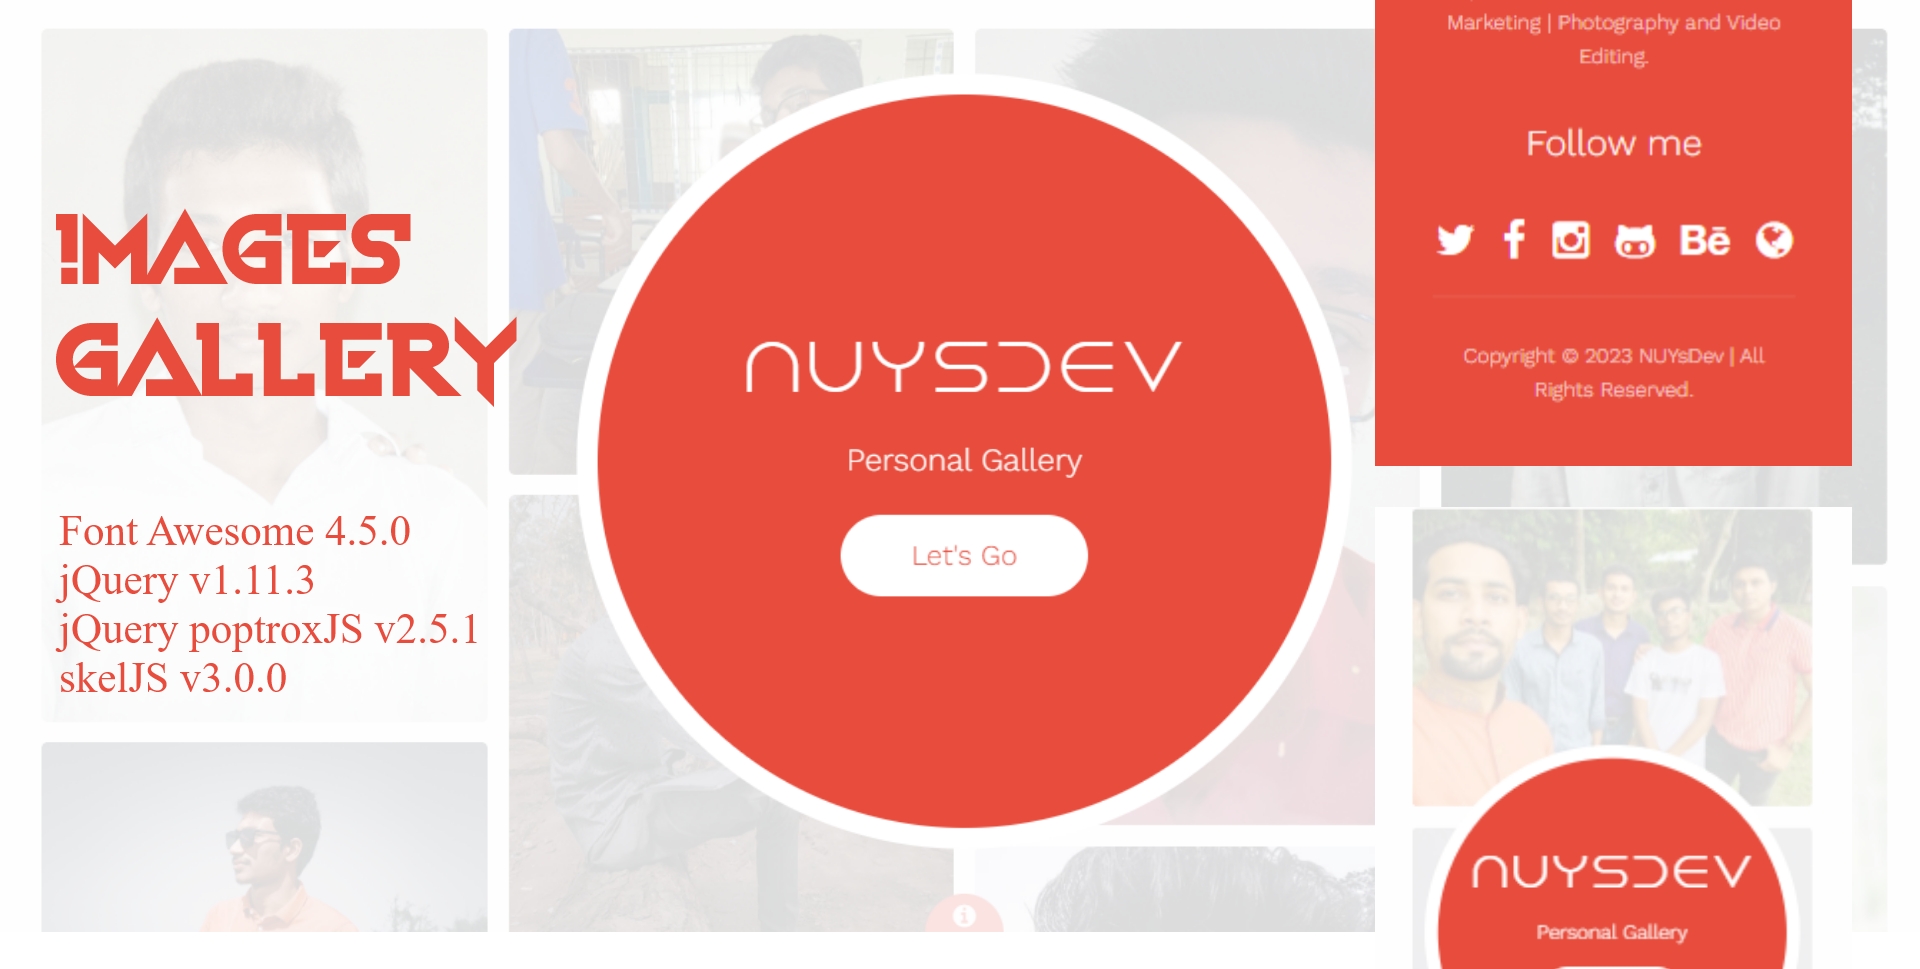 IMAGES
GALLERY
Font Awesome 4.5.0
jQuery v1.11.3
jQuery poptroxJS v2.5.1
skelJS v3.0.0
NUYSDEV
Personal Gallery
Let's Go
Marketing | Photography and Video
Editing.
Follow me
Bē
Copyright © 2023 NUYsDev | All
Rights Reserved.
NUYSDEV
Personal Gallery